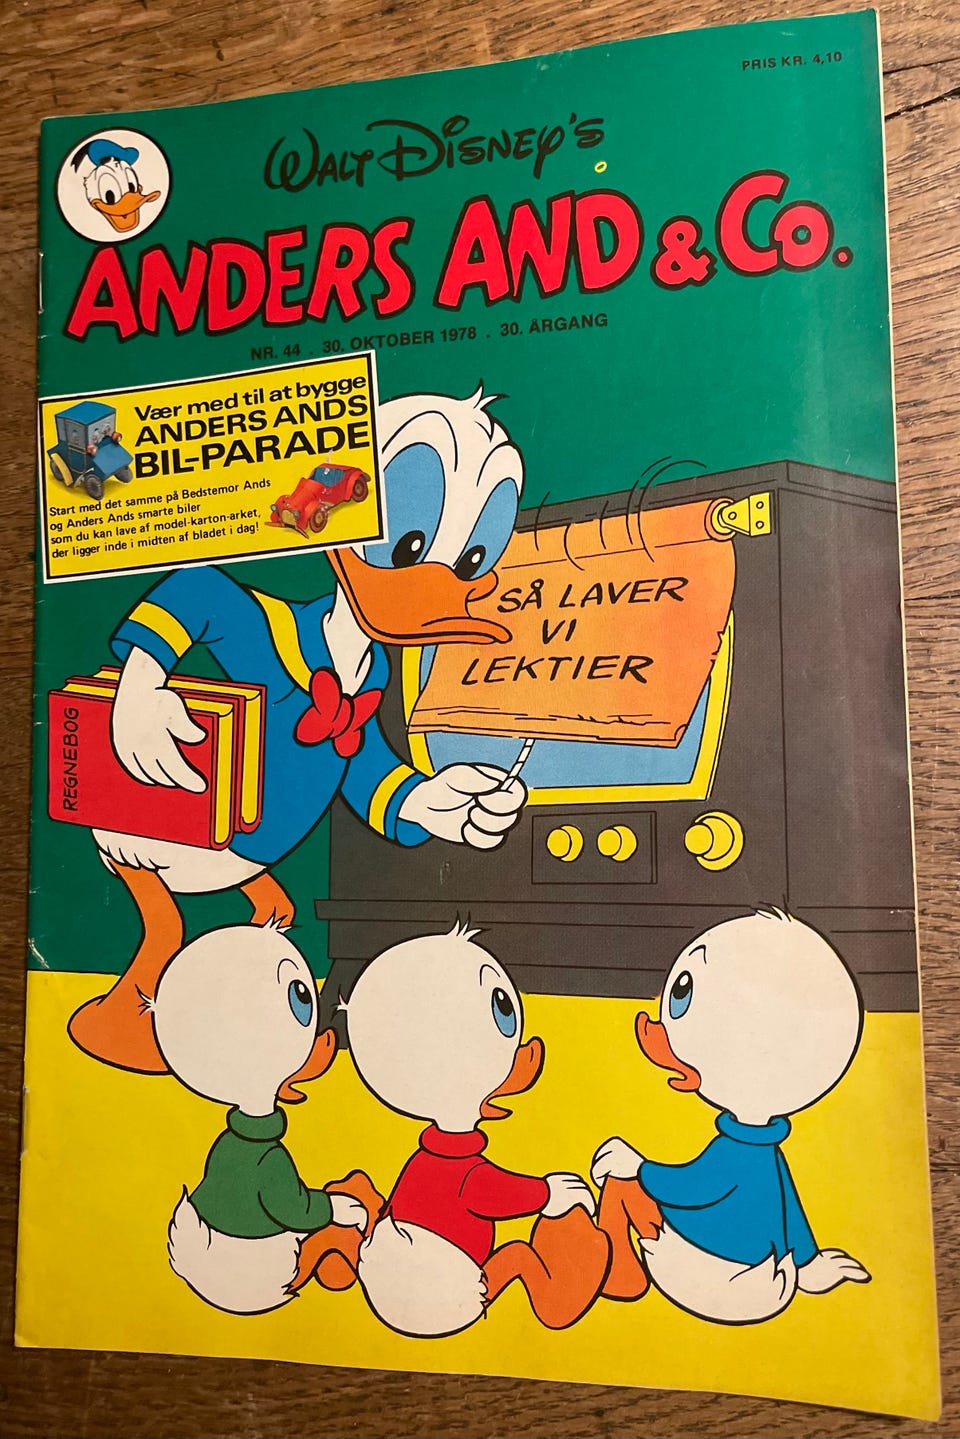 PRIS KR. 4,10
WALT DISNEY'S
ANDERS AND & Co.
NR. 44 . 30. OKTOBER 1978 . 30. ÅRGANG
Vær med til at bygge
ANDERS ANDS
BIL-PARADE
Start med det samme på Bedstemor Ands
og Anders Ands smarte biler
som du kan lave af model-karton-arket,
der ligger inde i midten af bladet i dag!
SÅ LAVER
VI
LEKTIER
REGNEBOG